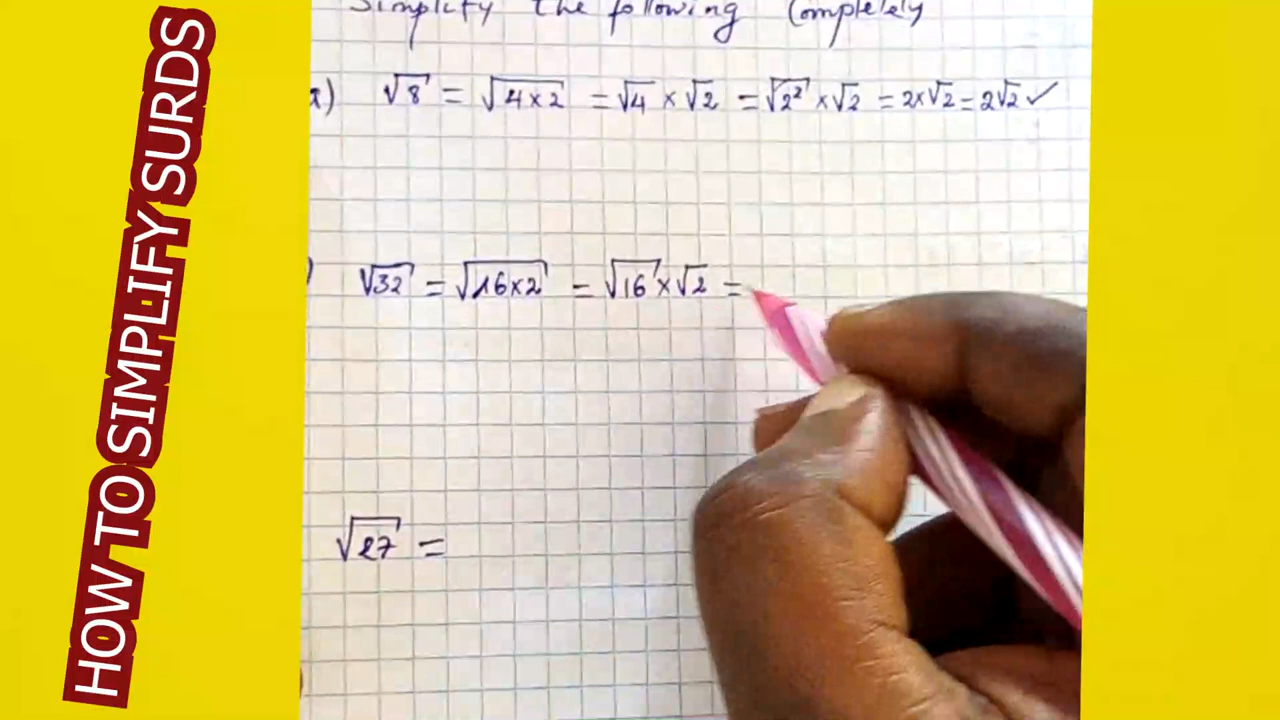 HOW TO SIMPLIFY SURDS
Simplify the following Completely
a) √8 = √4×2 = √4 × √2 = √2² × √2 = 2×√2 = 2√2 ✓
) √32 = √16×2 = √16 × √2 =
√27 =